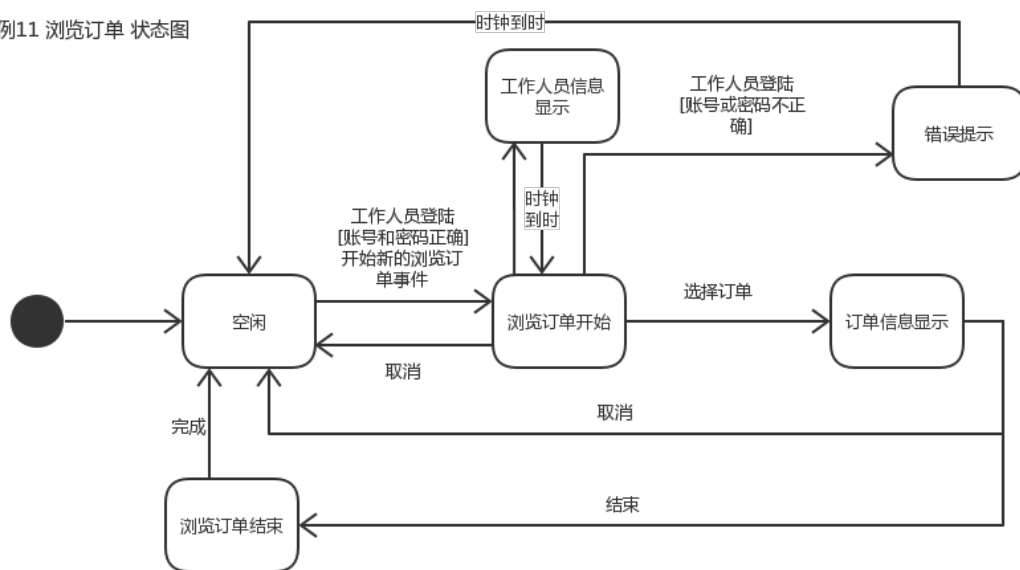 例11 浏览订单 状态图
时钟到时
工作人员信息
显示
工作人员登陆
[账号或密码不正
确]
错误提示
时钟
到时
工作人员登陆
[账号和密码正确]
开始新的浏览订
单事件
选择订单
空闲
浏览订单开始
订单信息显示
取消
取消
完成
结束
浏览订单结束